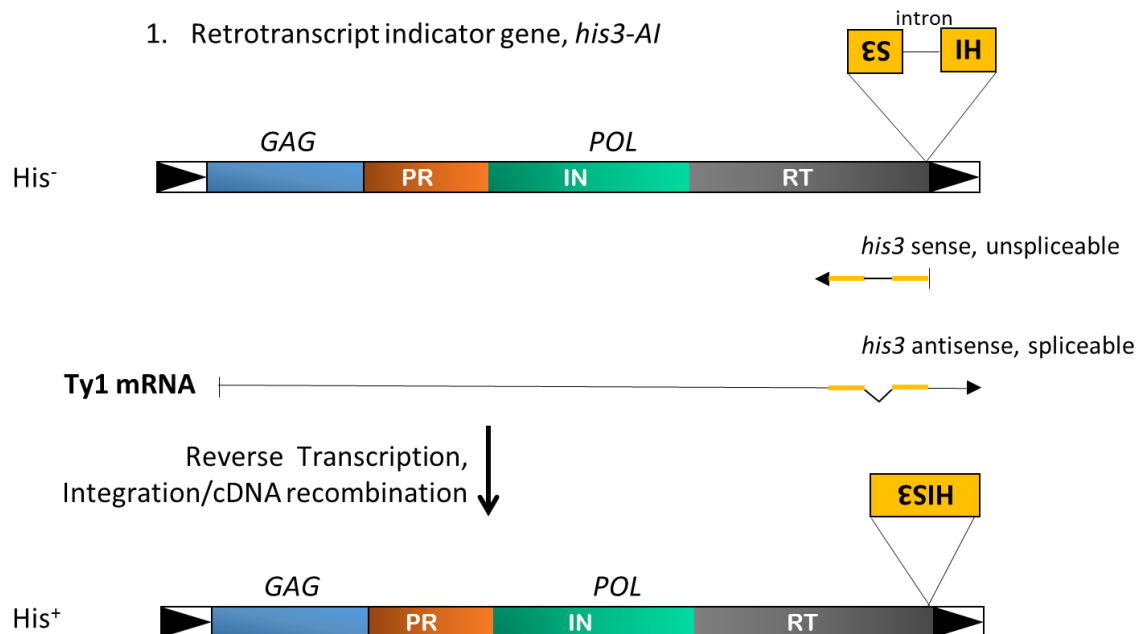 1. Retrotranscript indicator gene, his3-AI
intron
S3 HI
GAG POL
His⁻ PR IN RT
his3 sense, unspliceable
his3 antisense, spliceable
Ty1 mRNA
Reverse Transcription,
Integration/cDNA recombination
HIS3
GAG POL
His⁺ PR IN RT